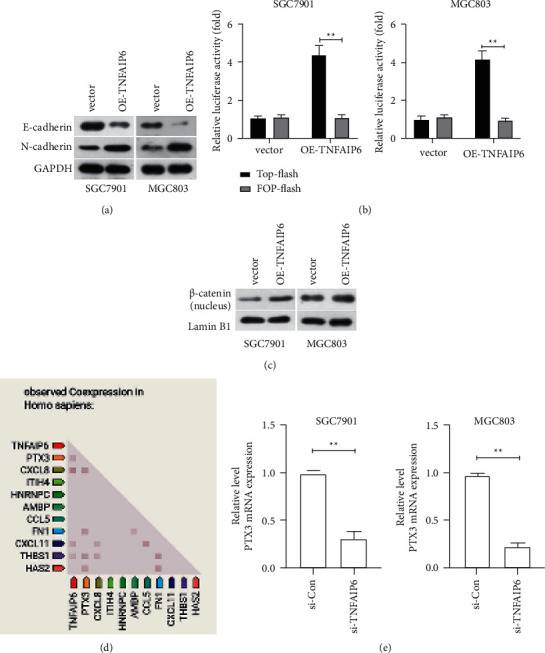 SGC7901
MGC803
vector
OE-TNFAIP6
vector
OE-TNFAIP6
E-cadherin
N-cadherin
GAPDH
SGC7901
MGC803
(a)
Relative luciferase activity (fold)
6
4
2
0
**
vector
OE-TNFAIP6
Relative luciferase activity (fold)
6
4
2
0
**
vector
OE-TNFAIP6
Top-flash
FOP-flash
(b)
vector
OE-TNFAIP6
vector
OE-TNFAIP6
β-catenin
(nucleus)
Lamin B1
SGC7901
MGC803
(c)
observed Coexpression in
Homo sapiens:
TNFAIP6
PTX3
CXCL8
ITIH4
HNRNPC
AMBP
CCL5
FN1
CXCL11
THBS1
HAS2
TNFAIP6
PTX3
CXCL8
ITIH4
HNRNPC
AMBP
CCL5
FN1
CXCL11
THBS1
HAS2
(d)
SGC7901
Relative level
PTX3 mRNA expression
1.5
1.0
0.5
0.0
**
si-Con
si-TNFAIP6
MGC803
Relative level
PTX3 mRNA expression
1.5
1.0
0.5
0.0
**
si-Con
si-TNFAIP6
(e)